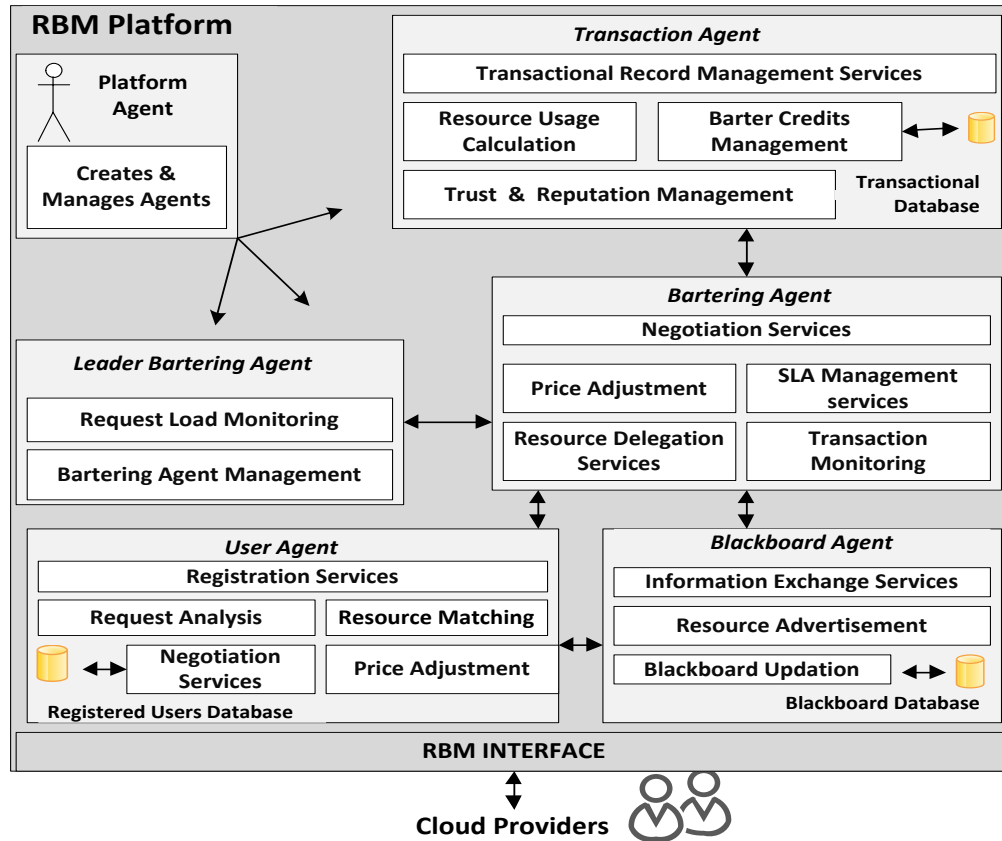 RBM Platform
Platform
Agent
Creates &
Manages Agents
Transaction Agent
Transactional Record Management Services
Resource Usage
Calculation
Barter Credits
Management
Trust & Reputation Management
Transactional
Database
Bartering Agent
Negotiation Services
Price Adjustment
SLA Management
services
Resource Delegation
Services
Transaction
Monitoring
Leader Bartering Agent
Request Load Monitoring
Bartering Agent Management
User Agent
Registration Services
Request Analysis
Resource Matching
Negotiation
Services
Price Adjustment
Registered Users Database
Blackboard Agent
Information Exchange Services
Resource Advertisement
Blackboard Updation
Blackboard Database
RBM INTERFACE
Cloud Providers